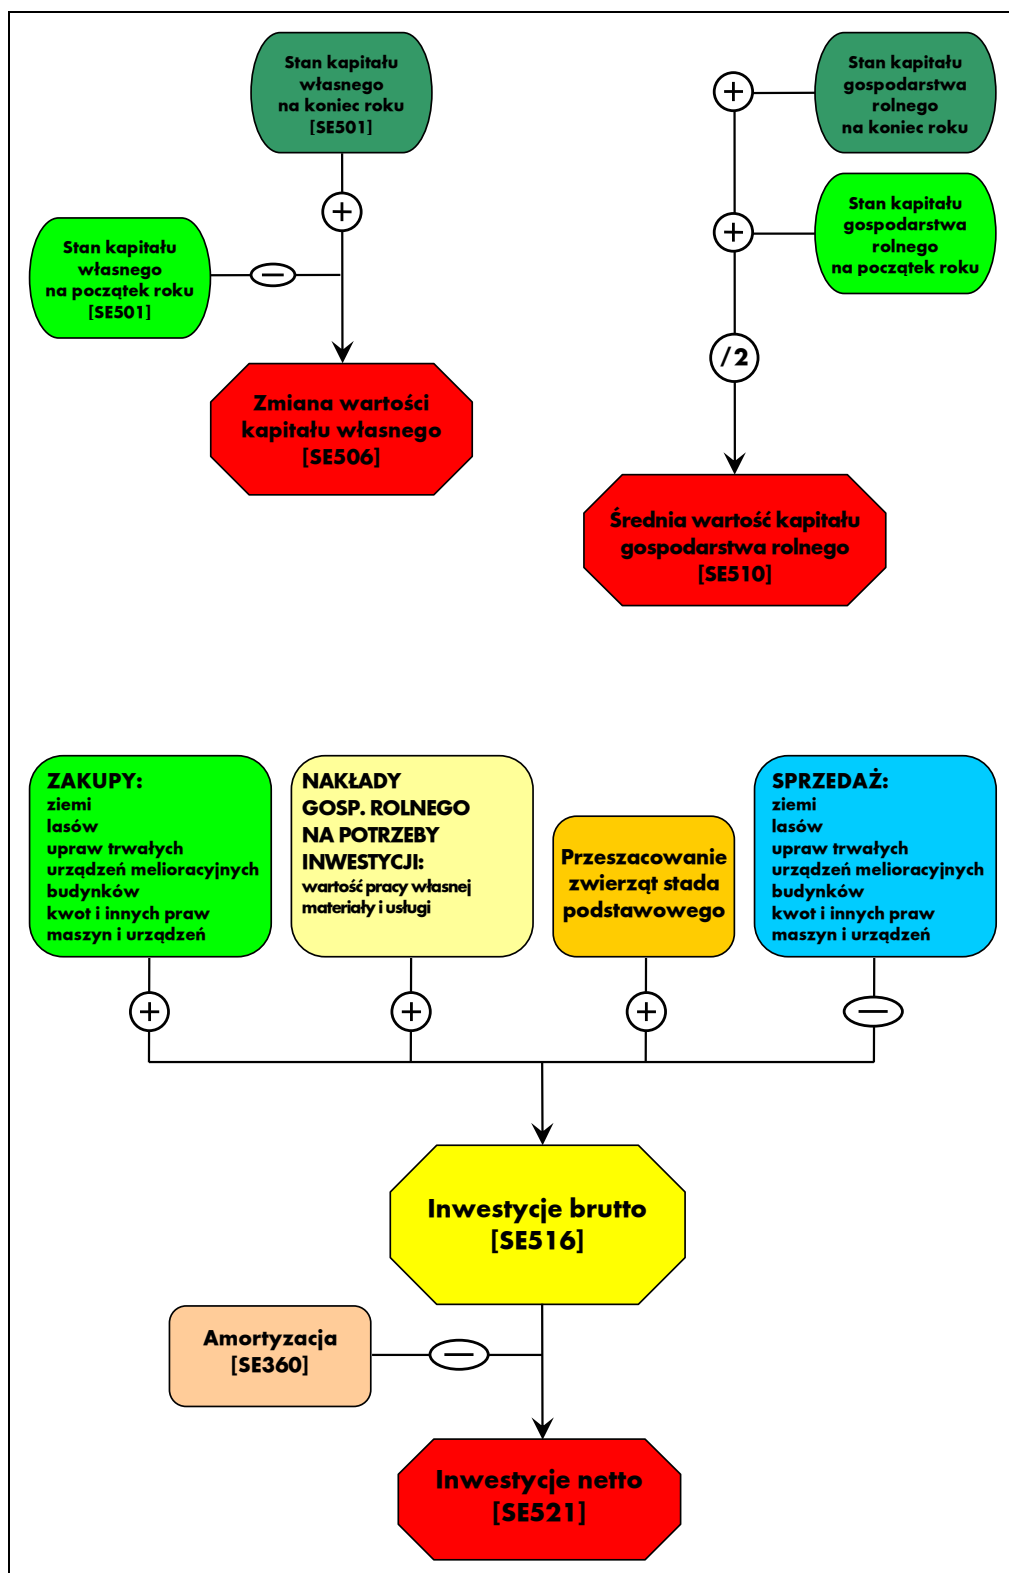 Stan kapitału
własnego
na koniec roku
[SE501]
+
Stan kapitału
własnego
na początek roku
[SE501]
−
Zmiana wartości
kapitału własnego
[SE506]
Stan kapitału
gospodarstwa
rolnego
na koniec roku
+
Stan kapitału
gospodarstwa
rolnego
na początek roku
+
/2
Średnia wartość kapitału
gospodarstwa rolnego
[SE510]
ZAKUPY:
ziemi
lasów
upraw trwałych
urządzeń melioracyjnych
budynków
kwot i innych praw
maszyn i urządzeń
NAKŁADY
GOSP. ROLNEGO
NA POTRZEBY
INWESTYCJI:
wartość pracy własnej
materiały i usługi
Przeszacowanie
zwierząt stada
podstawowego
SPRZEDAŻ:
ziemi
lasów
upraw trwałych
urządzeń melioracyjnych
budynków
kwot i innych praw
maszyn i urządzeń
+
+
+
−
Inwestycje brutto
[SE516]
Amortyzacja
[SE360]
−
Inwestycje netto
[SE521]